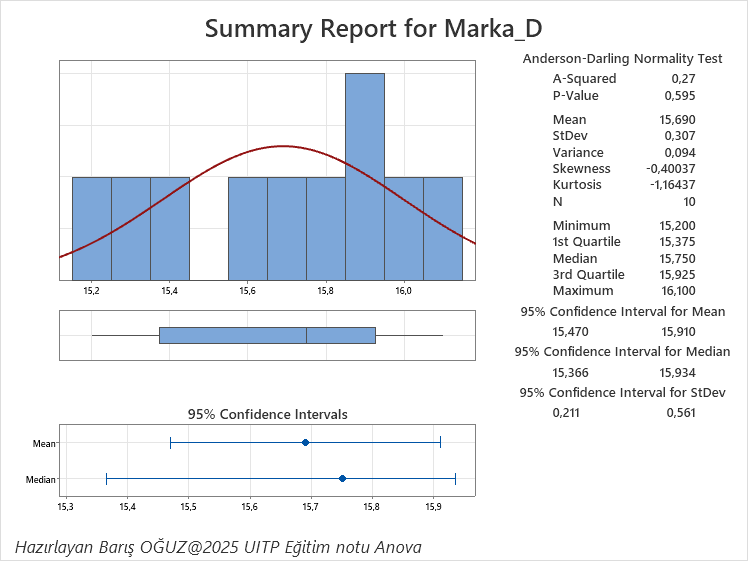 Summary Report for Marka_D
15,2 15,4 15,6 15,8 16,0
Anderson-Darling Normality Test
A-Squared 0,27
P-Value 0,595
Mean 15,690
StDev 0,307
Variance 0,094
Skewness -0,40037
Kurtosis -1,16437
N 10
Minimum 15,200
1st Quartile 15,375
Median 15,750
3rd Quartile 15,925
Maximum 16,100
95% Confidence Interval for Mean
15,470 15,910
95% Confidence Interval for Median
15,366 15,934
95% Confidence Interval for StDev
0,211 0,561
95% Confidence Intervals
Mean
Median
15,3 15,4 15,5 15,6 15,7 15,8 15,9
Hazırlayan Barış OĞUZ@2025 UITP Eğitim notu Anova